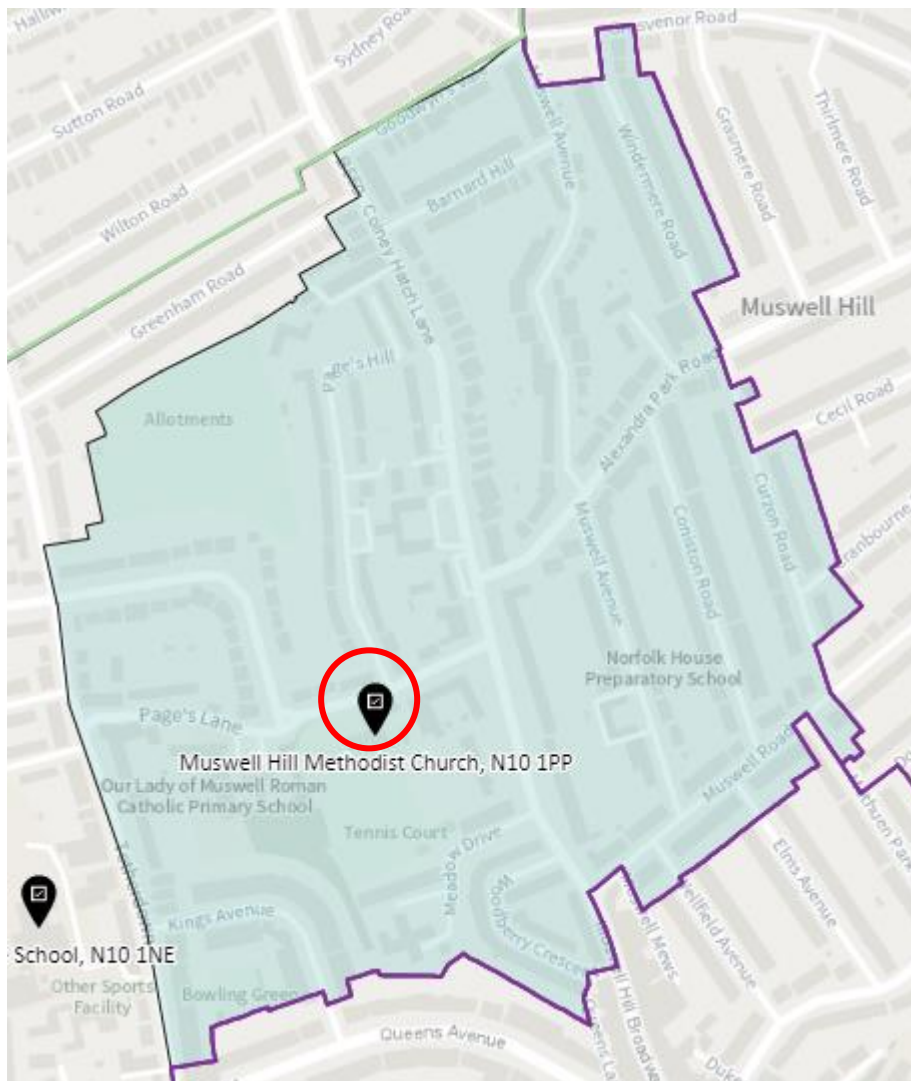 Sydney Road
Sutton Road
Wilton Road
Greenham Road
Goodwyn's Vale
Barnard Hill
Colney Hatch Lane
Muswell Avenue
Windermere Road
Grasmere Road
Thirlmere Road
Muswell Hill
Page's Hill
Allotments
Alexandra Park Road
Cecil Road
Curzon Road
Coniston Road
Muswell Avenue
Norfolk House
Preparatory School
Page's Lane
Muswell Hill Methodist Church, N10 1PP
Our Lady of Muswell Roman
Catholic Primary School
Tennis Court
Meadow Drive
Muswell Road
Woodberry Crescent
Elms Avenue
Kings Avenue
School, N10 1NE
Other Sports
Facility
Bowling Green
Queens Avenue
Muswell Mews